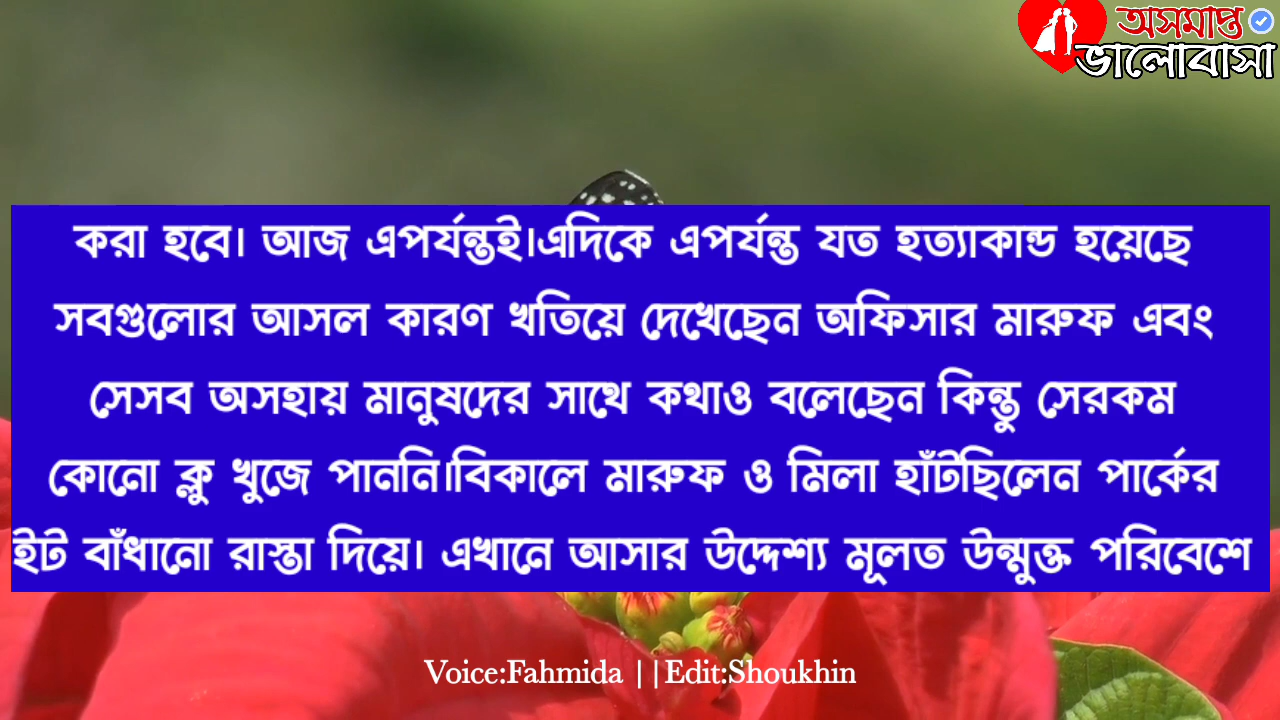 অসমাপ্ত
ভালোবাসা
করা হবে। আজ এপর্যন্তই।এদিকে এপর্যন্ত যত হত্যাকান্ড হয়েছে
সবগুলোর আসল কারণ খতিয়ে দেখেছেন অফিসার মারুফ এবং
সেসব অসহায় মানুষদের সাথে কথাও বলেছেন কিন্তু সেরকম
কোনো ক্লু খুজে পাননি।বিকালে মারুফ ও মিলা হাঁটছিলেন পার্কের
ইট বাঁধানো রাস্তা দিয়ে। এখানে আসার উদ্দেশ্য মূলত উন্মুক্ত পরিবেশে
Voice:Fahmida ||Edit:Shoukhin